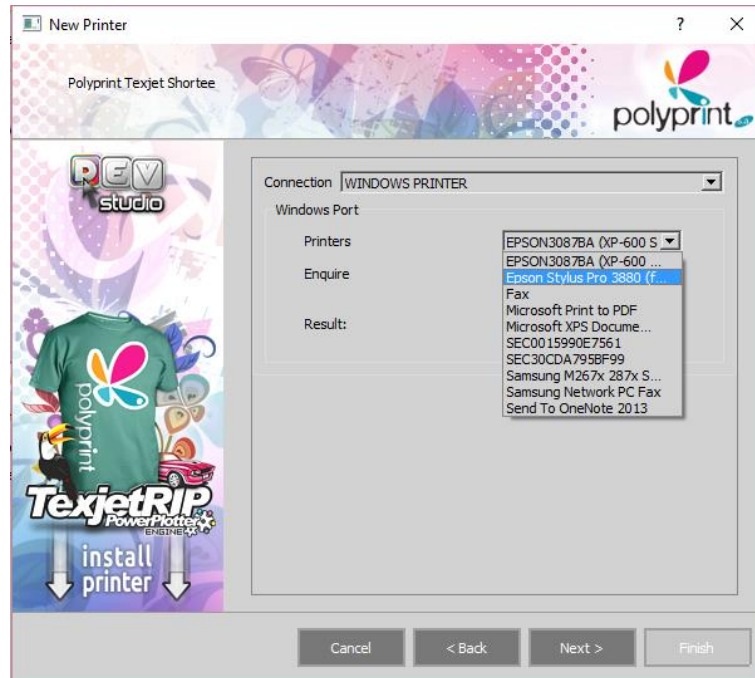 New Printer
? X
Polyprint Texjet Shortee
polyprint
REV
studio
Connection WINDOWS PRINTER
Windows Port
Printers
EPSON3087BA (XP-600 S
EPSON3087BA (XP-600 ...
Enquire
Epson Stylus Pro 3880 (f...
Fax
Microsoft Print to PDF
Result:
Microsoft XPS Docume...
SEC0015990E7561
SEC30CDA795BF99
Samsung M267x 287x S...
Samsung Network PC Fax
Send To OneNote 2013
polyprint
TexjetRIP
PowerPlotter
ENGINE
install
printer
Cancel
< Back
Next >
Finish